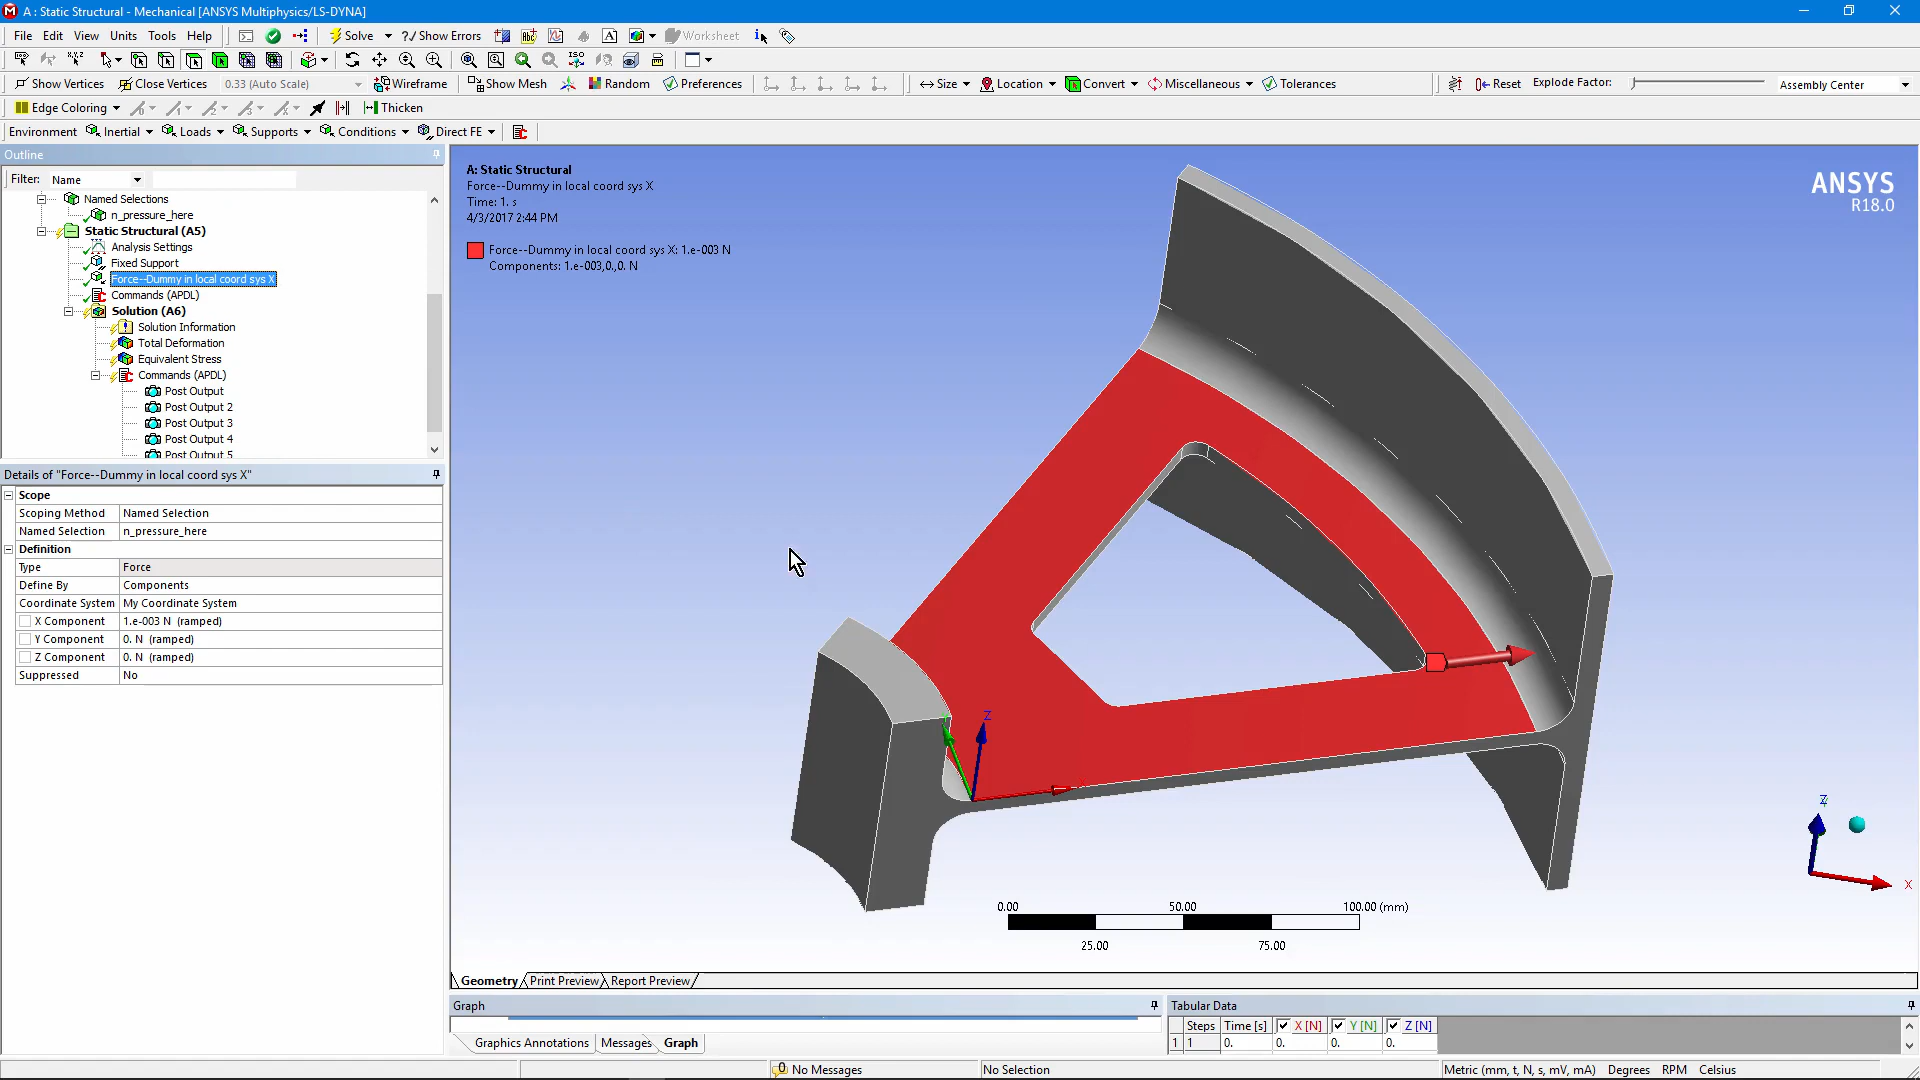 A : Static Structural - Mechanical [ANSYS Multiphysics/LS-DYNA]
File Edit View Units Tools Help Solve ?/ Show Errors Worksheet
Show Vertices Close Vertices 0.33 (Auto Scale) Wireframe Show Mesh Random Preferences Size Location Convert Miscellaneous Tolerances Reset Explode Factor: Assembly Center
Edge Coloring Thicken
Environment Inertial Loads Supports Conditions Direct FE
Outline
Filter: Name
Named Selections
n_pressure_here
Static Structural (A5)
Analysis Settings
Fixed Support
Force--Dummy in local coord sys X
Commands (APDL)
Solution (A6)
Solution Information
Total Deformation
Equivalent Stress
Commands (APDL)
Post Output
Post Output 2
Post Output 3
Post Output 4
Post Output 5
Details of "Force--Dummy in local coord sys X"
Scope
Scoping Method Named Selection
Named Selection n_pressure_here
Definition
Type Force
Define By Components
Coordinate System My Coordinate System
X Component 1.e-003 N (ramped)
Y Component 0. N (ramped)
Z Component 0. N (ramped)
Suppressed No
A: Static Structural
Force--Dummy in local coord sys X
Time: 1. s
4/3/2017 2:44 PM
Force--Dummy in local coord sys X: 1.e-003 N
Components: 1.e-003,0.,0. N
ANSYS
R18.0
Z
Z
X
0.00 50.00 100.00 (mm)
25.00 75.00
Geometry Print Preview Report Preview
Graph
Graphics Annotations Messages Graph
Tabular Data
Steps Time [s] X [N] Y [N] Z [N]
1 1 0. 0. 0. 0.
No Messages No Selection Metric (mm, t, N, s, mV, mA) Degrees RPM Celsius